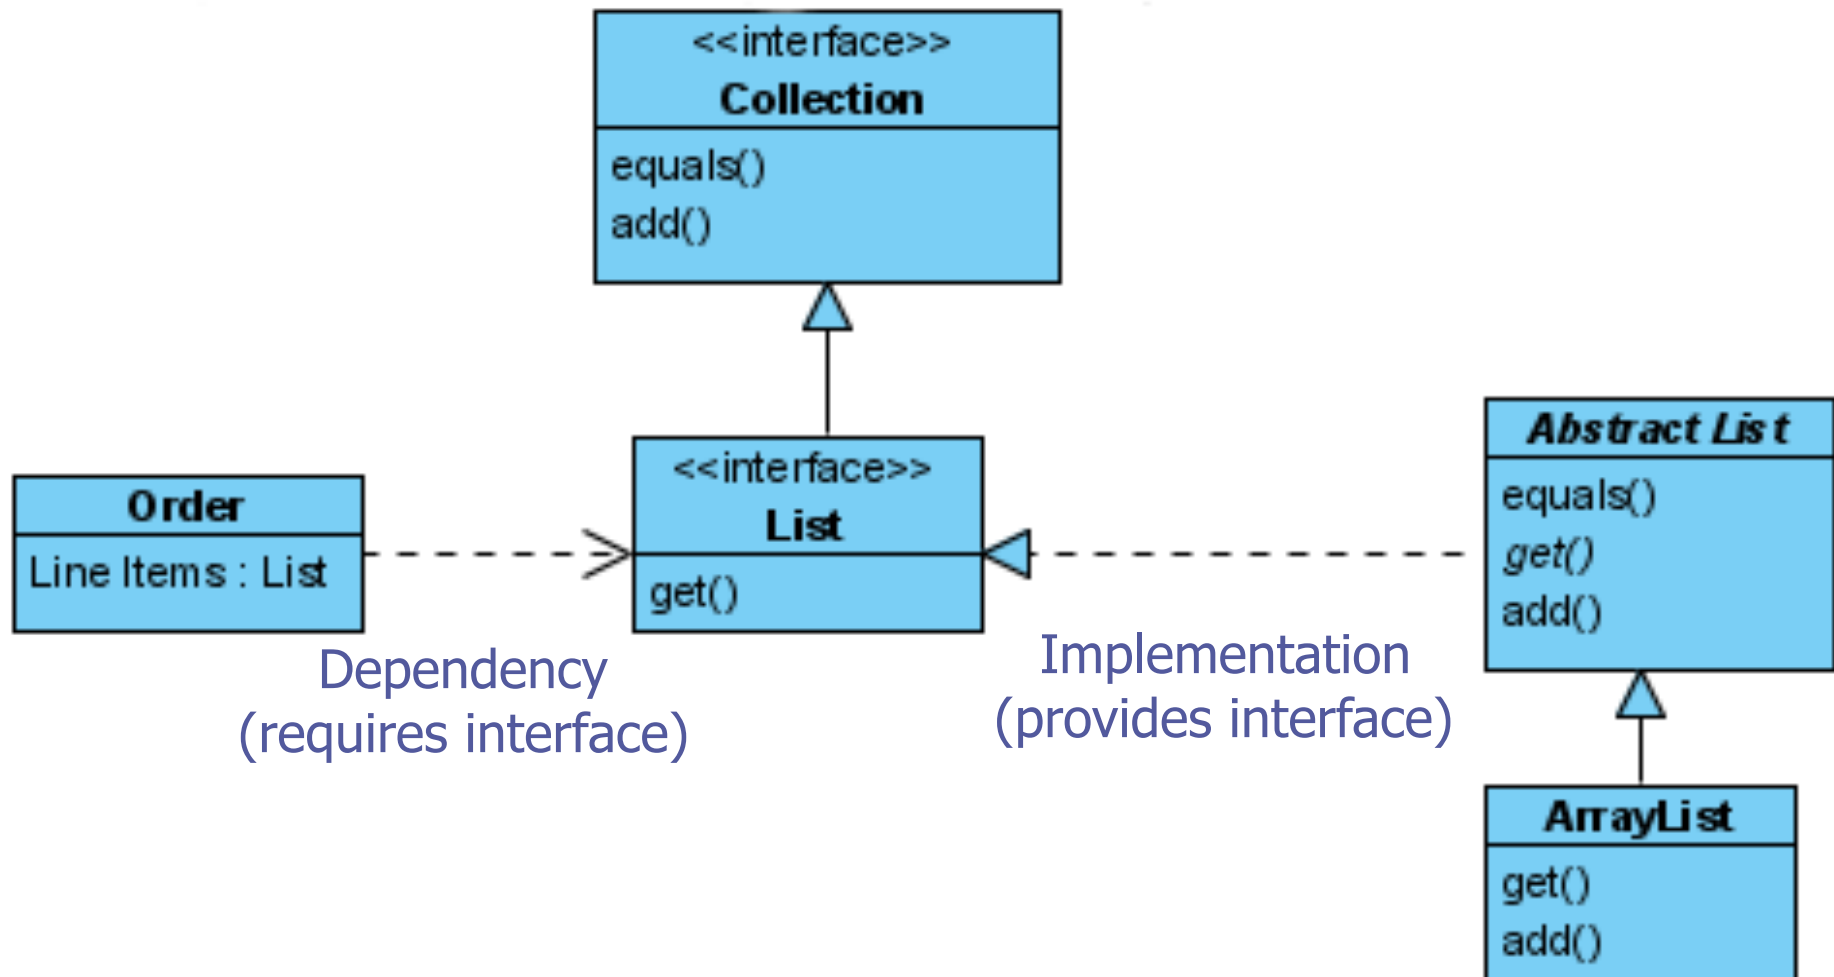 <<interface>>
Collection
equals()
add()
Order
Line Items : List
<<interface>>
List
get()
Abstract List
equals()
get()
add()
Dependency
(requires interface)
Implementation
(provides interface)
ArrayList
get()
add()